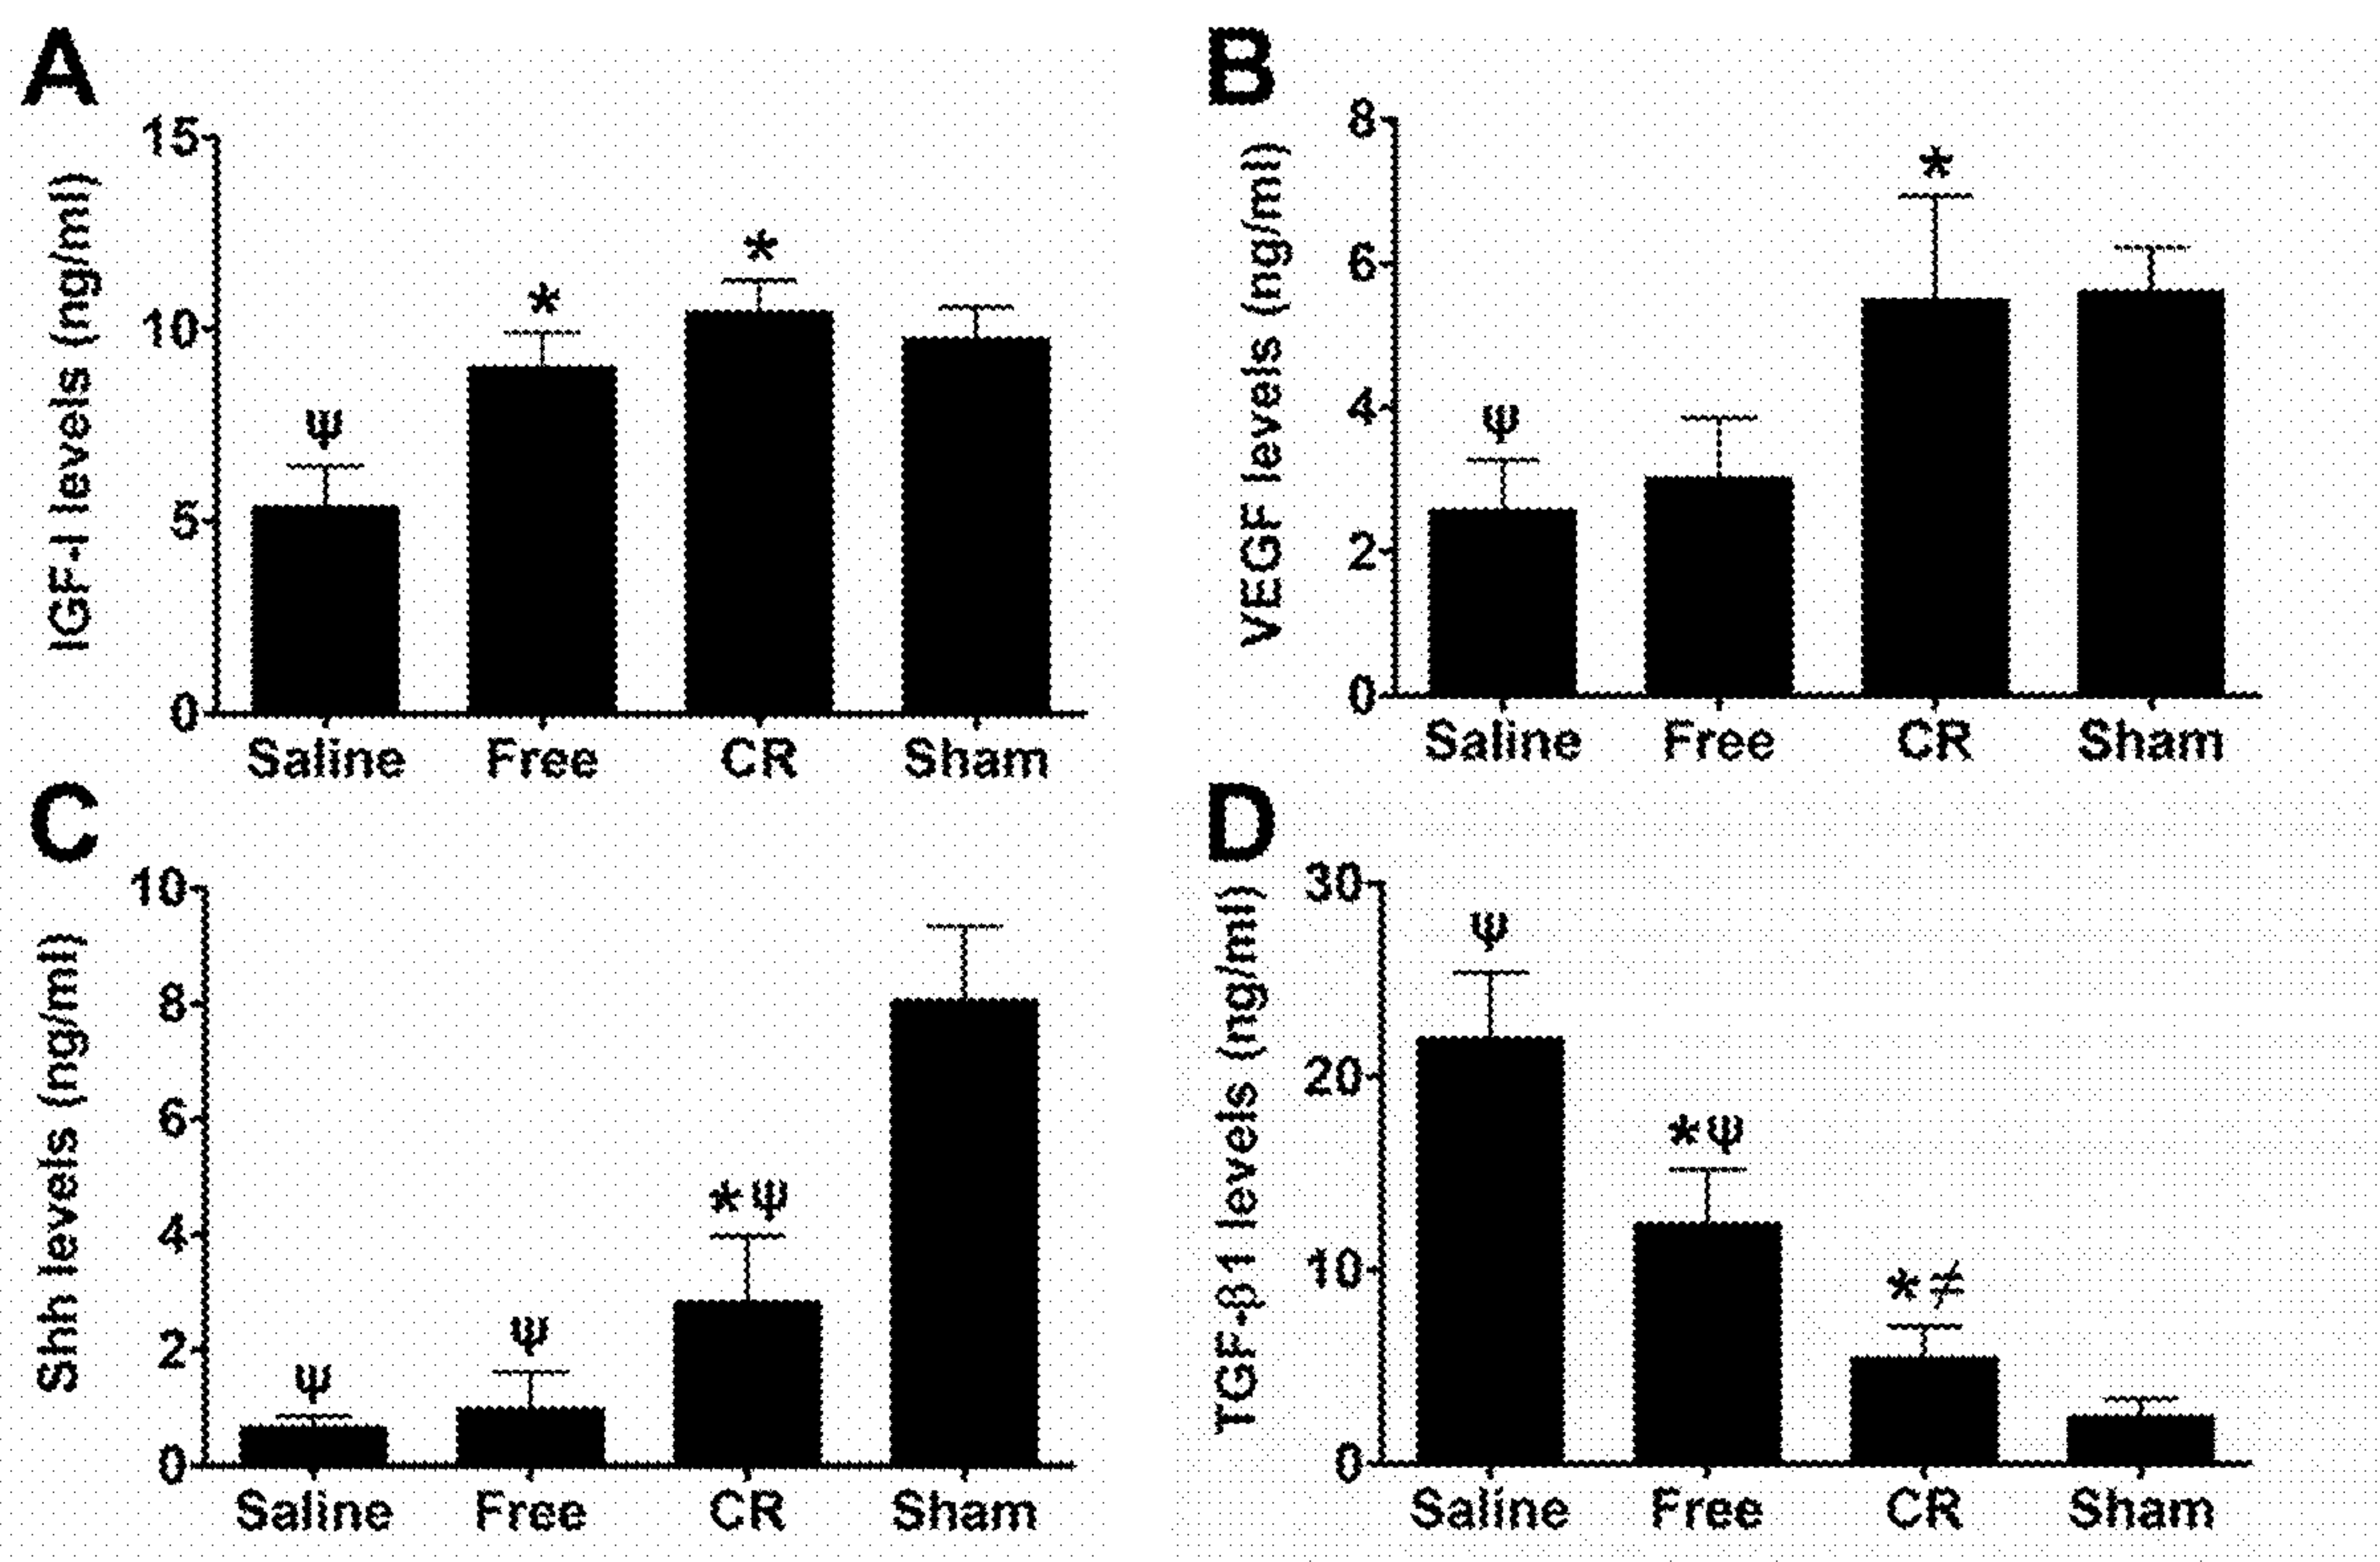 A
IGF-I levels (ng/ml)
15
10
5
0
ψ
*
*
Saline Free CR Sham
B
VEGF levels (ng/ml)
8
6
4
2
0
ψ
*
Saline Free CR Sham
C
Shh levels (ng/ml)
10
8
6
4
2
0
ψ
ψ
*ψ
Saline Free CR Sham
D
TGF-β1 levels (ng/ml)
30
20
10
0
ψ
*ψ
*≠
Saline Free CR Sham